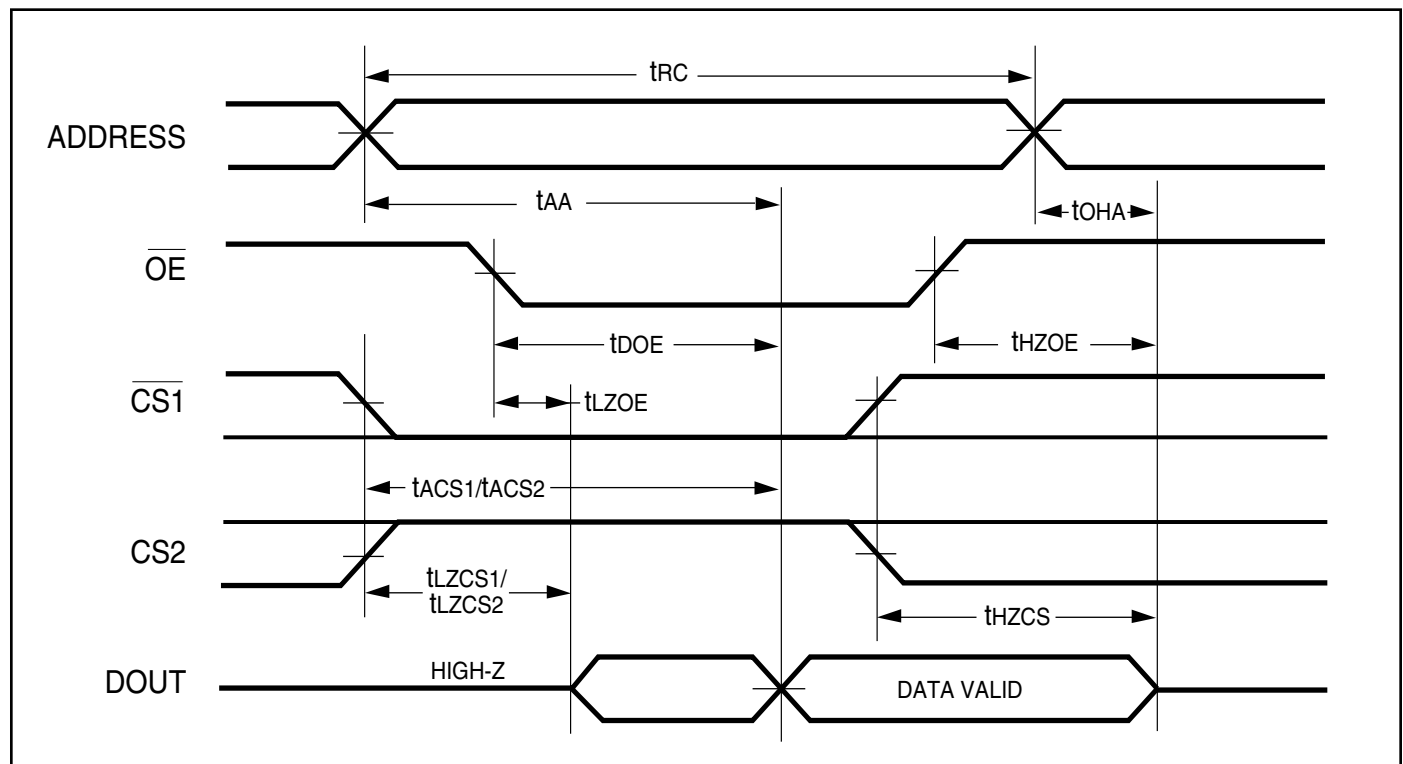 tRC
ADDRESS
tAA
tOHA
OE
tDOE
tHZOE
CS1
tLZOE
tACS1/tACS2
CS2
tLZCS1/
tLZCS2
tHZCS
DOUT
HIGH-Z
DATA VALID